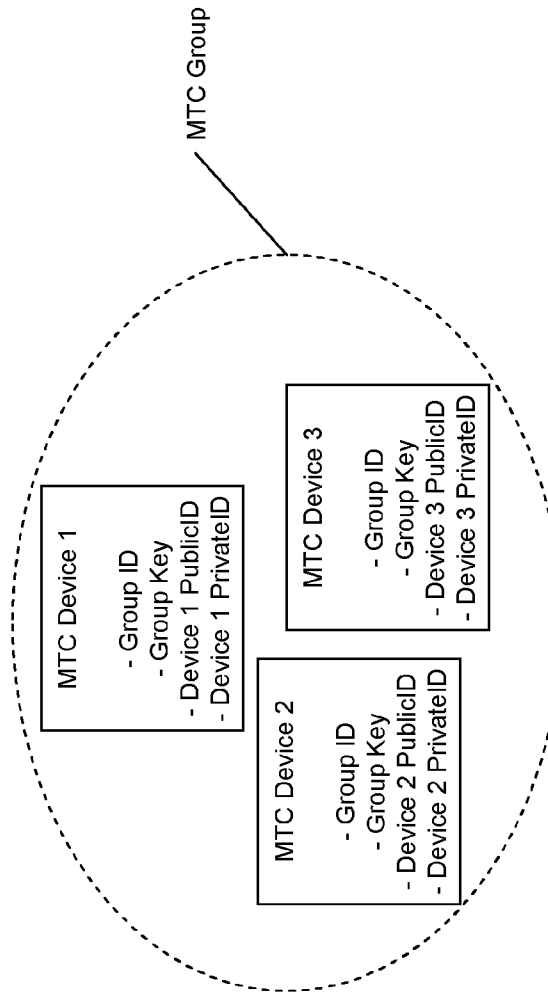 MTC Group
MTC Device 1
- Group ID
- Group Key
- Device 1 PublicID
- Device 1 PrivateID
MTC Device 2
- Group ID
- Group Key
- Device 2 PublicID
- Device 2 PrivateID
MTC Device 3
- Group ID
- Group Key
- Device 3 PublicID
- Device 3 PrivateID